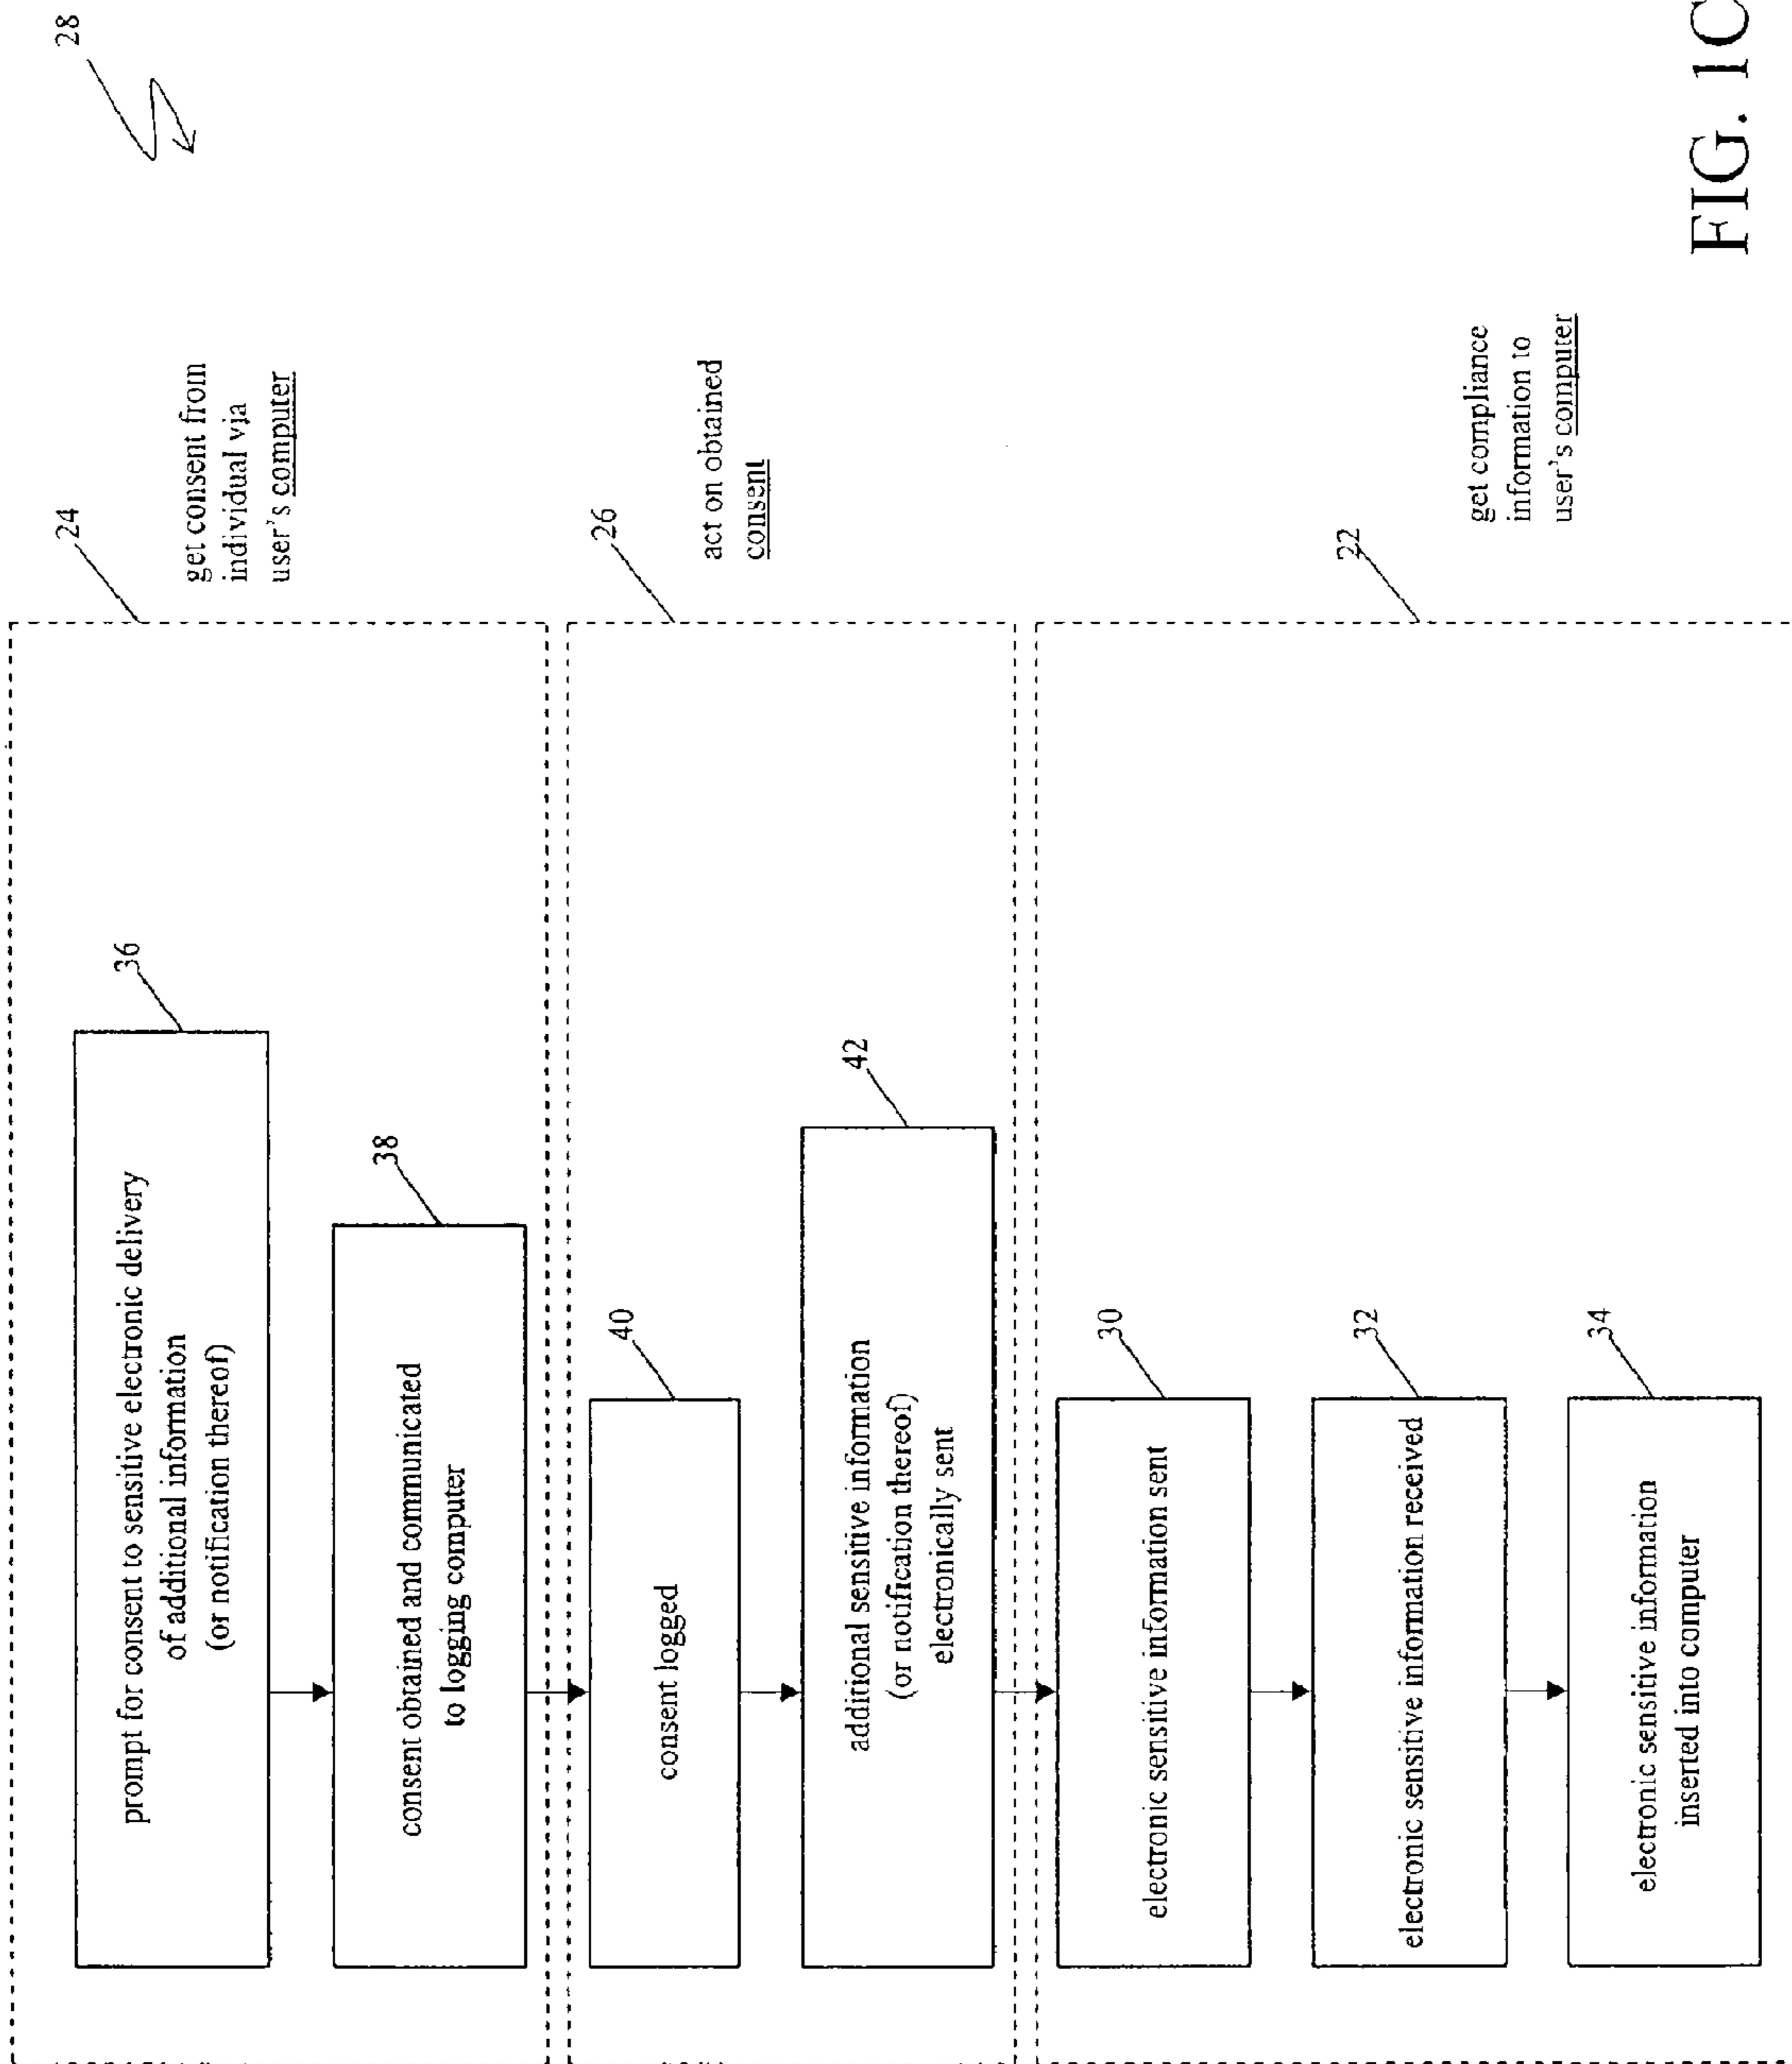 28
24
get consent from
individual via
user's computer
36
prompt for consent to sensitive electronic delivery
of additional information
(or notification thereof)
38
consent obtained and communicated
to logging computer
26
act on obtained
consent
40
consent logged
42
additional sensitive information
(or notification thereof)
electronically sent
22
get compliance
information to
user's computer
30
electronic sensitive information sent
32
electronic sensitive information received
34
electronic sensitive information
inserted into computer
FIG. 1C